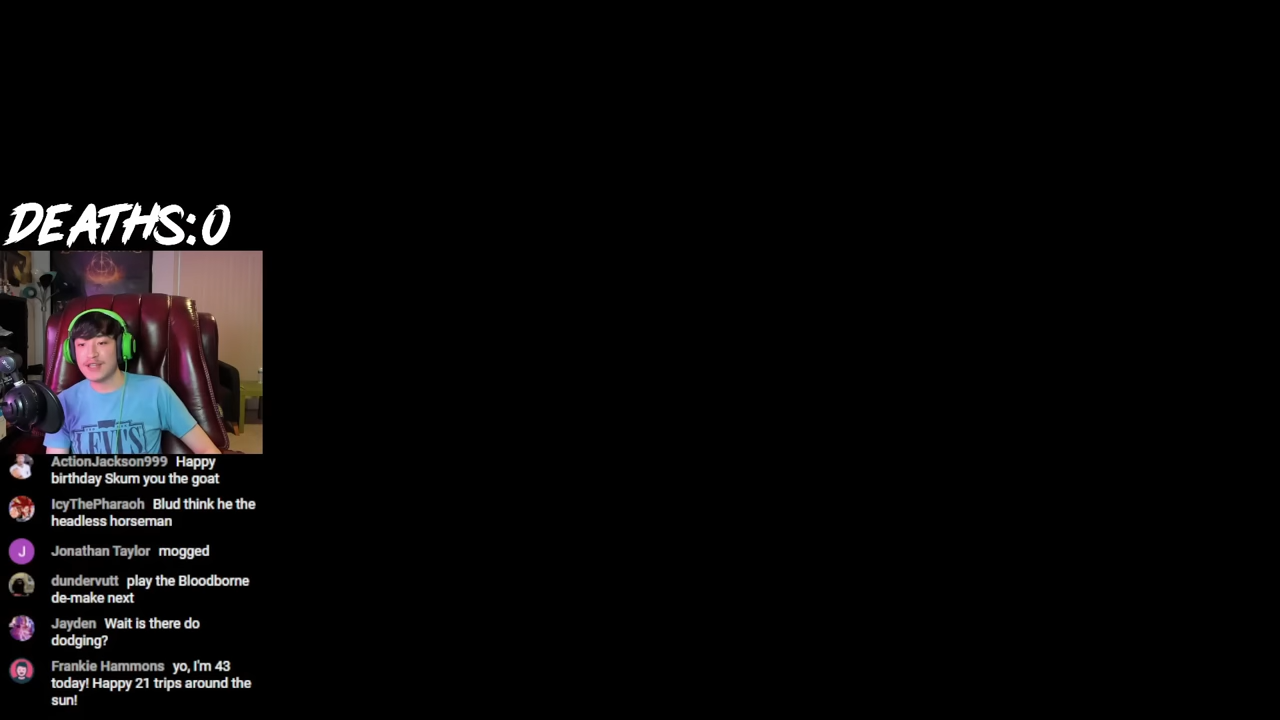 DEATHS:0
LEVI'S
ActionJackson999 Happy
birthday Skum you the goat
IcyThePharaoh Blud think he the
headless horseman
J
Jonathan Taylor mogged
dundervutt play the Bloodborne
de-make next
Jayden Wait is there do
dodging?
Frankie Hammons yo, I'm 43
today! Happy 21 trips around the
sun!